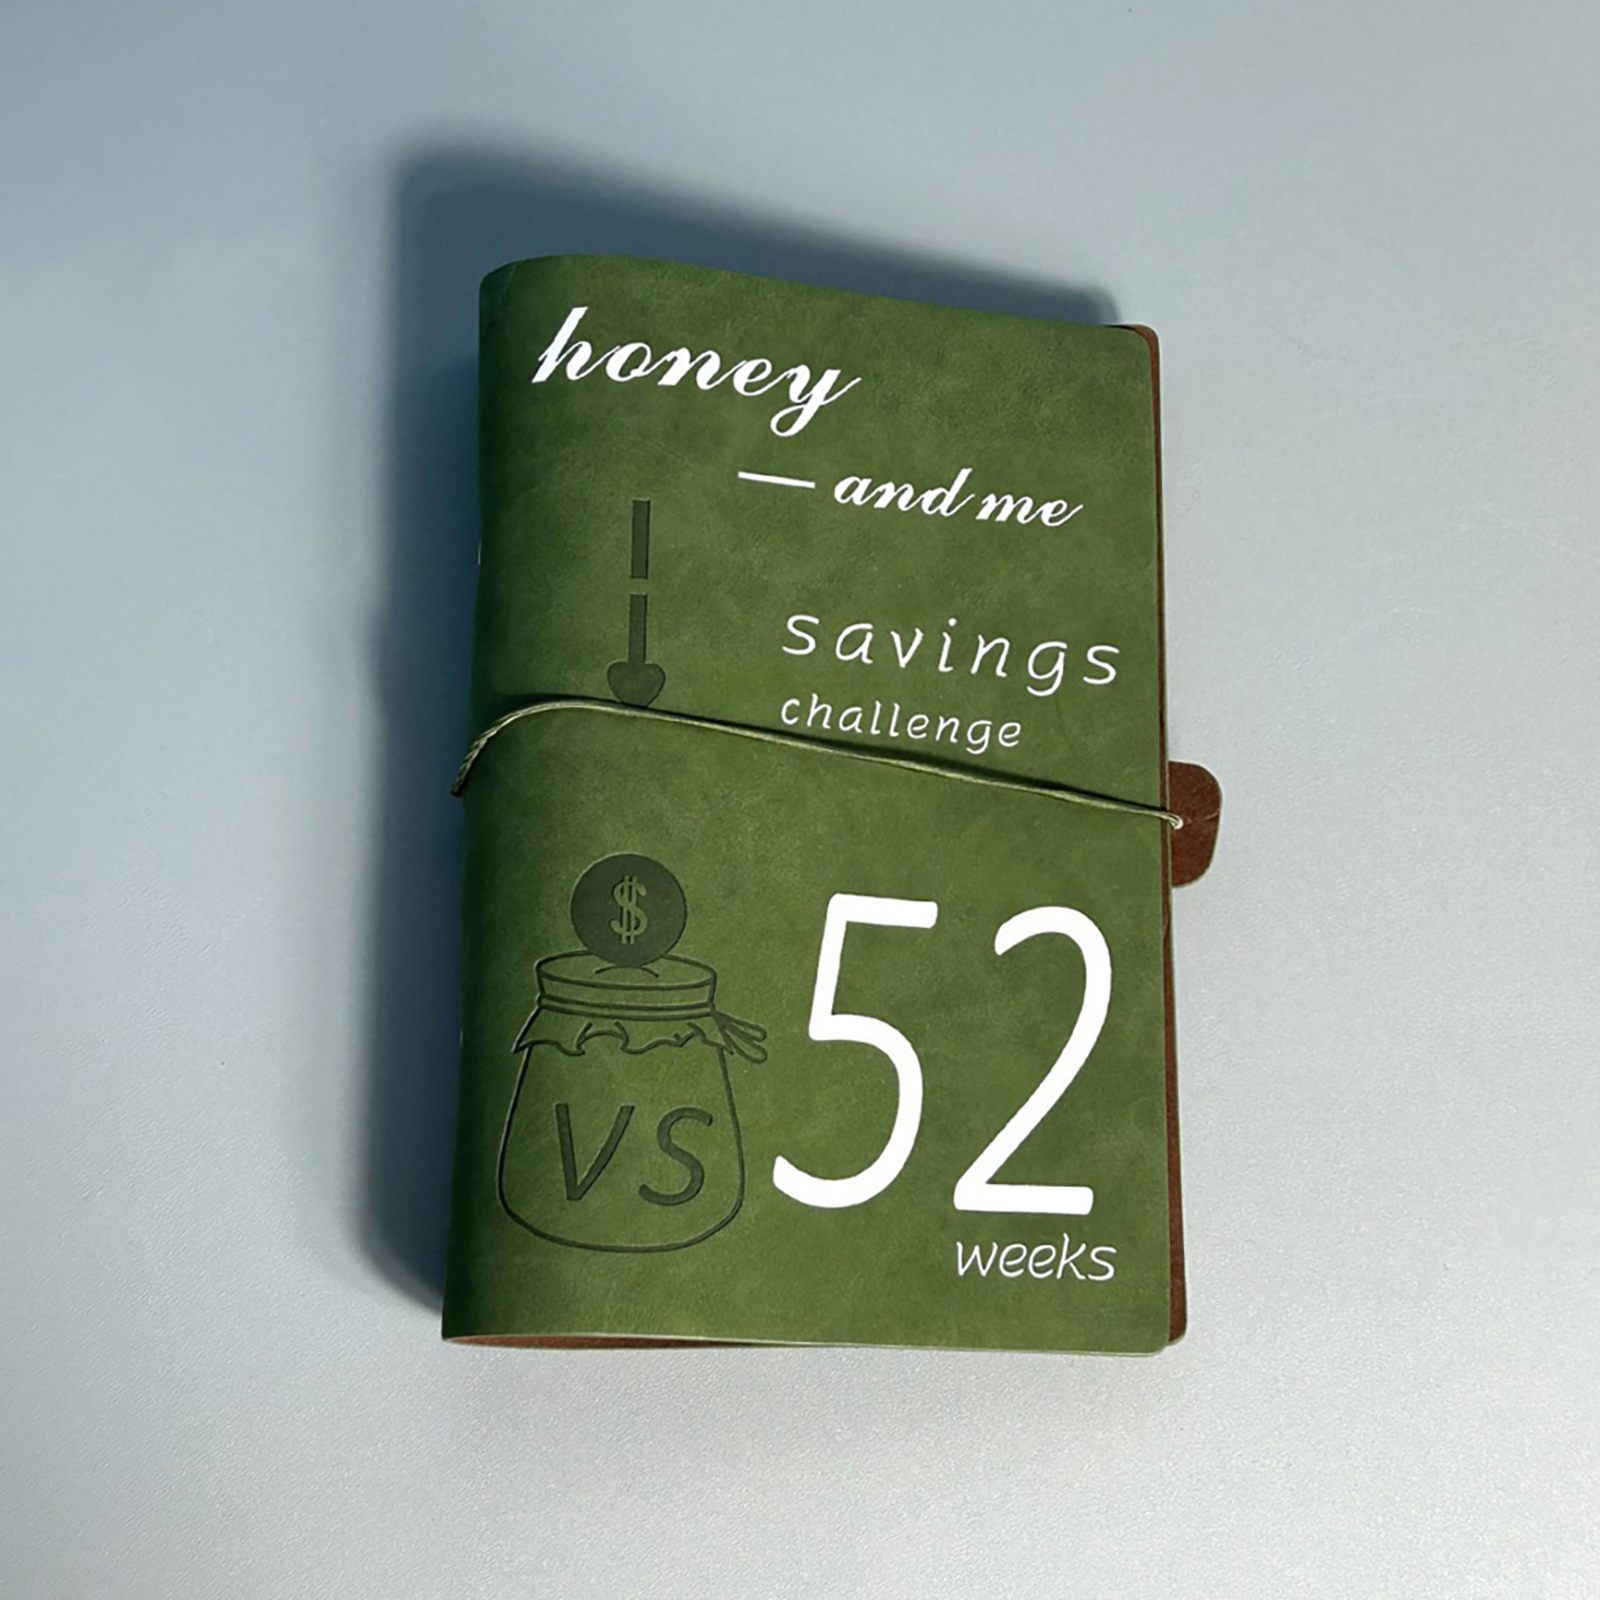 honey
— and me
savings
challenge
$
VS
52
weeks